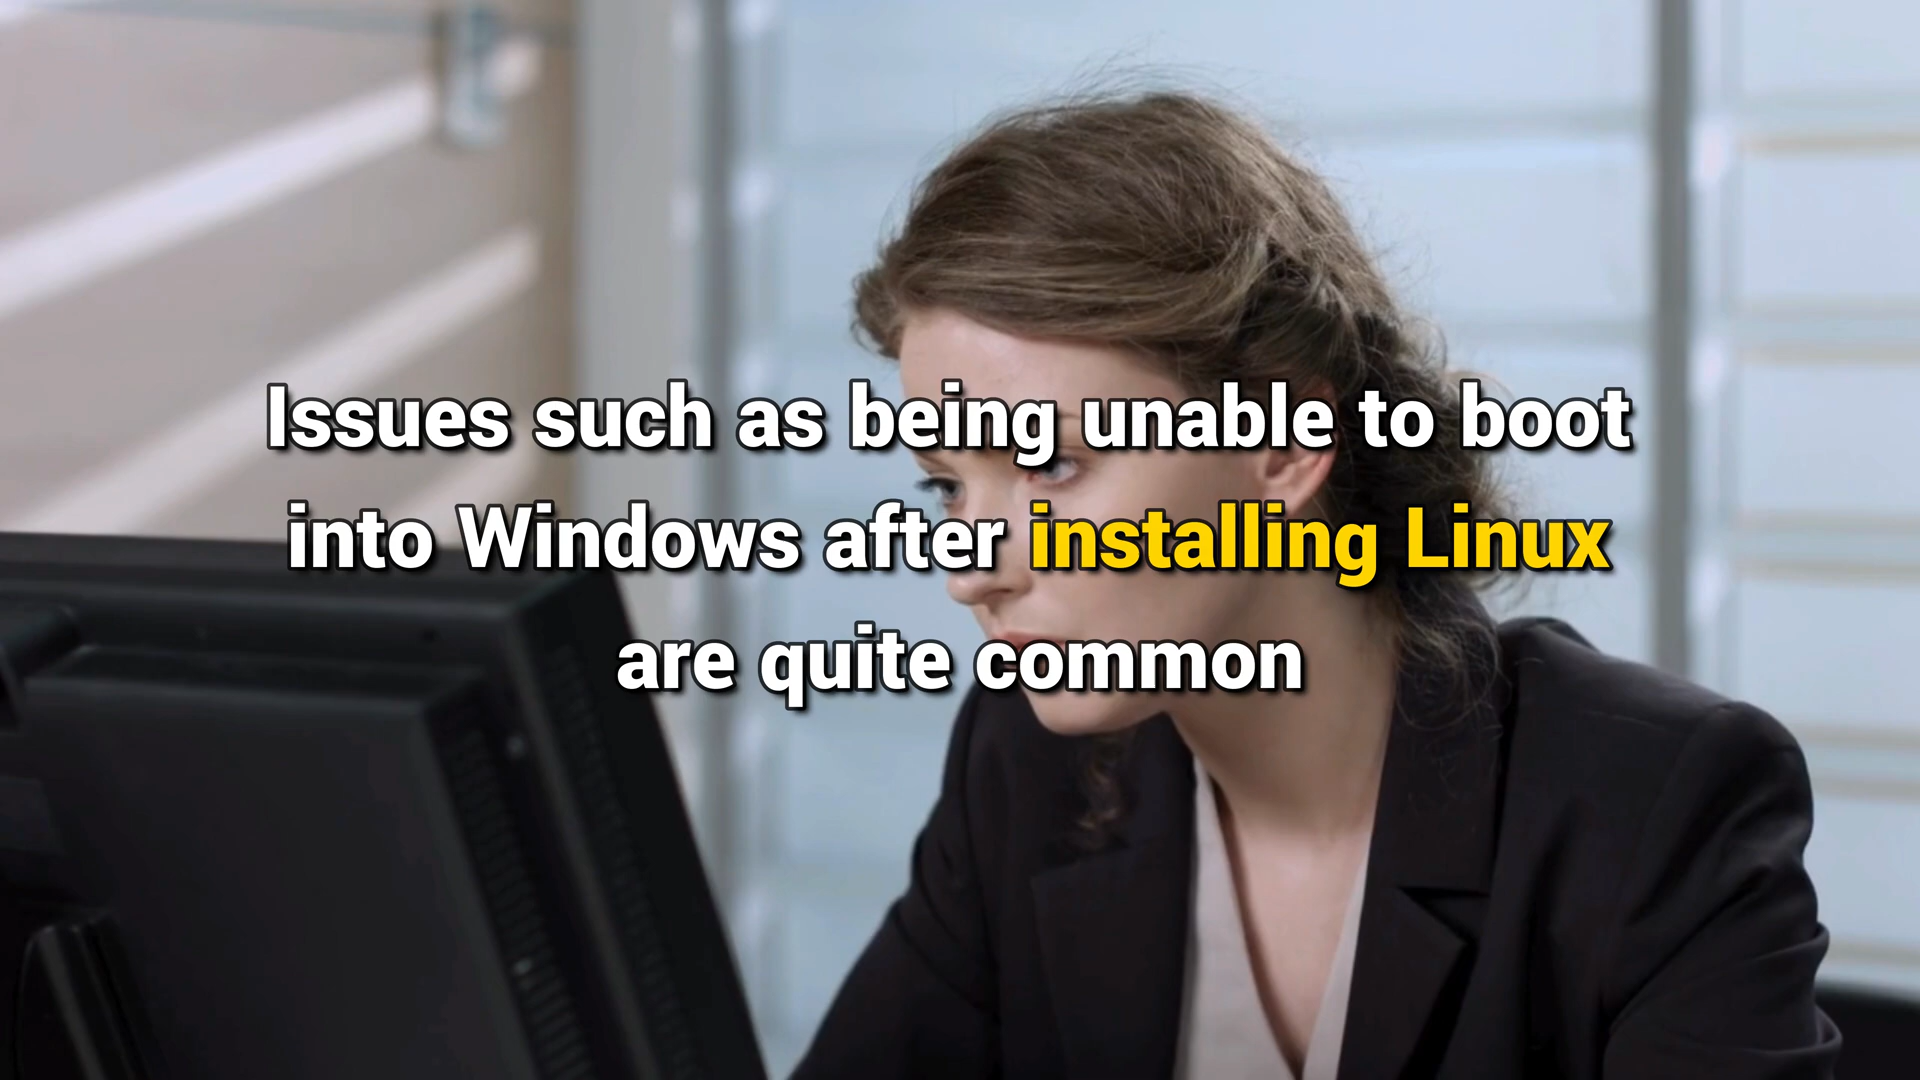 Issues such as being unable to boot
into Windows after installing Linux
are quite common